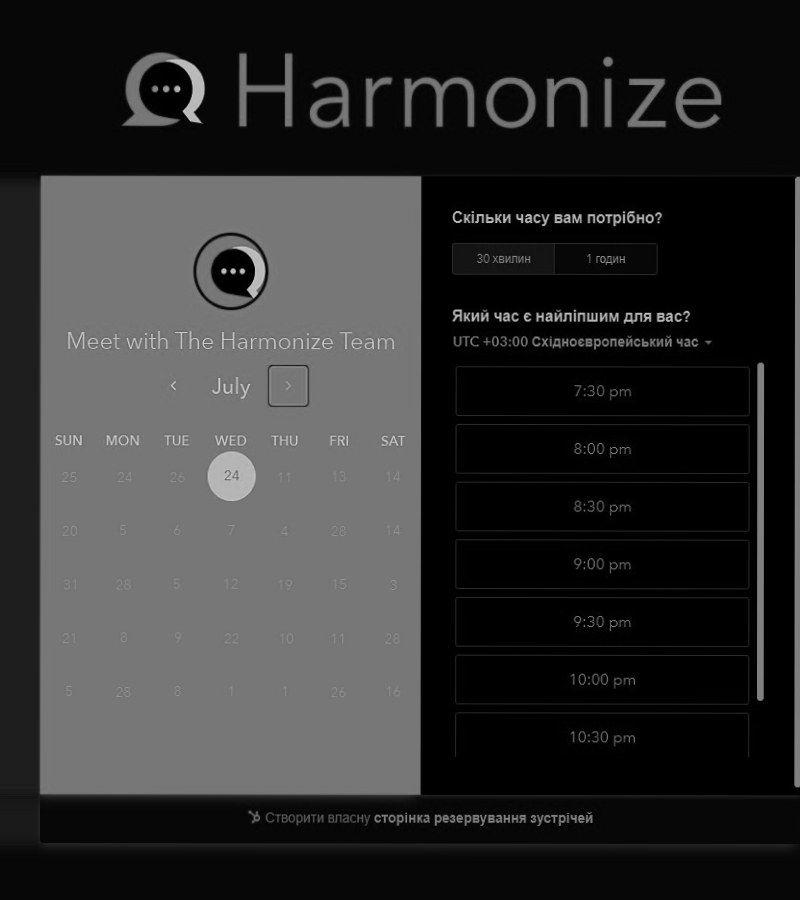 Harmonize
Meet with The Harmonize Team
July
SUN MON TUE WED THU FRI SAT
25 24 26 24 11 13 14
20 5 6 7 4 28 14
31 28 5 12 19 15 3
21 8 9 22 10 11 28
5 28 8 1 1 26 16
Скільки часу вам потрібно?
30 хвилин 1 годин
Який час є найліпшим для вас?
UTC +03:00 Східноєвропейський час
7:30 pm
8:00 pm
8:30 pm
9:00 pm
9:30 pm
10:00 pm
10:30 pm
Створити власну сторінка резервування зустрічей